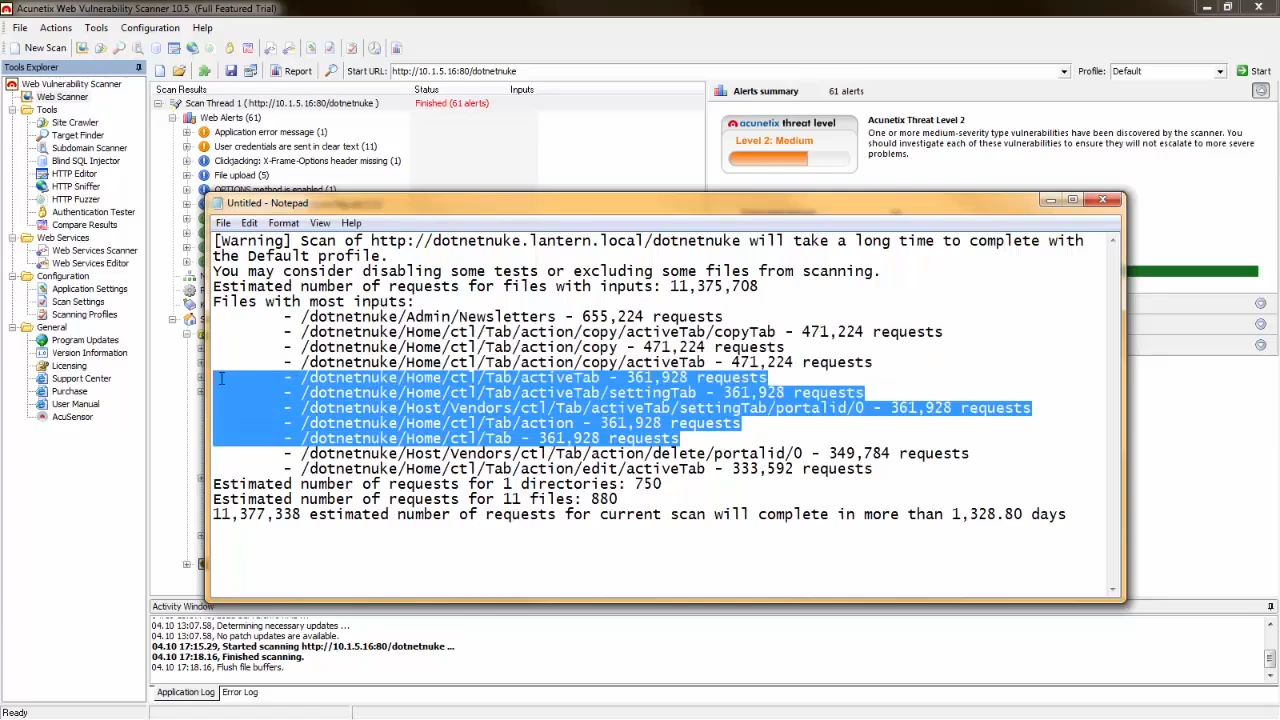 Acunetix Web Vulnerability Scanner 10.5 (Full Featured Trial)
File Actions Tools Configuration Help
New Scan
Tools Explorer
Report
Start URL: http://10.1.5.16:80/dotnetnuke
Profile: Default
Start
Web Vulnerability Scanner
Web Scanner
Tools
Site Crawler
Target Finder
Subdomain Scanner
Blind SQL Injector
HTTP Editor
HTTP Sniffer
HTTP Fuzzer
Authentication Tester
Compare Results
Web Services
Web Services Scanner
Web Services Editor
Configuration
Application Settings
Scan Settings
Scanning Profiles
General
Program Updates
Version Information
Licensing
Support Center
Purchase
User Manual
AcuSensor
Scan Results Status Inputs
Scan Thread 1 ( http://10.1.5.16:80/dotnetnuke ) Finished (61 alerts)
Web Alerts (61)
Application error message (1)
User credentials are sent in clear text (11)
Clickjacking: X-Frame-Options header missing (1)
File upload (5)
OPTIONS method is enabled (1)
Alerts summary 61 alerts
acunetix threat level
Level 2: Medium
Acunetix Threat Level 2
One or more medium-severity type vulnerabilities have been discovered by the scanner. You
should investigate each of these vulnerabilities to ensure they will not escalate to more severe
problems.
Untitled - Notepad
File Edit Format View Help
[Warning] Scan of http://dotnetnuke.lantern.local/dotnetnuke will take a long time to complete with
the Default profile.
You may consider disabling some tests or excluding some files from scanning.
Estimated number of requests for files with inputs: 11,375,708
Files with most inputs:
- /dotnetnuke/Admin/Newsletters - 655,224 requests
- /dotnetnuke/Home/ctl/Tab/action/copy/activeTab/copyTab - 471,224 requests
- /dotnetnuke/Home/ctl/Tab/action/copy - 471,224 requests
- /dotnetnuke/Home/ctl/Tab/action/copy/activeTab - 471,224 requests
- /dotnetnuke/Home/ctl/Tab/activeTab - 361,928 requests
- /dotnetnuke/Home/ctl/Tab/activeTab/settingTab - 361,928 requests
- /dotnetnuke/Host/Vendors/ctl/Tab/activeTab/settingTab/portalid/0 - 361,928 requests
- /dotnetnuke/Home/ctl/Tab/action - 361,928 requests
- /dotnetnuke/Home/ctl/Tab - 361,928 requests
- /dotnetnuke/Host/Vendors/ctl/Tab/action/delete/portalid/0 - 349,784 requests
- /dotnetnuke/Home/ctl/Tab/action/edit/activeTab - 333,592 requests
Estimated number of requests for 1 directories: 750
Estimated number of requests for 11 files: 880
11,377,338 estimated number of requests for current scan will complete in more than 1,328.80 days
Activity Window
04.10 13:07.58, Determining necessary updates ...
04.10 13:07.58, No patch updates are available.
04.10 17:15.29, Started scanning http://10.1.5.16:80/dotnetnuke ...
04.10 17:18.16, Finished scanning.
04.10 17:18.16, Flush file buffers.
Application Log Error Log
Ready